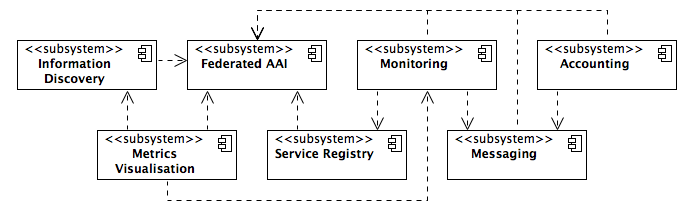 <<subsystem>>
Information
Discovery
<<subsystem>>
Federated AAI
<<subsystem>>
Monitoring
<<subsystem>>
Accounting
<<subsystem>>
Metrics
Visualisation
<<subsystem>>
Service Registry
<<subsystem>>
Messaging